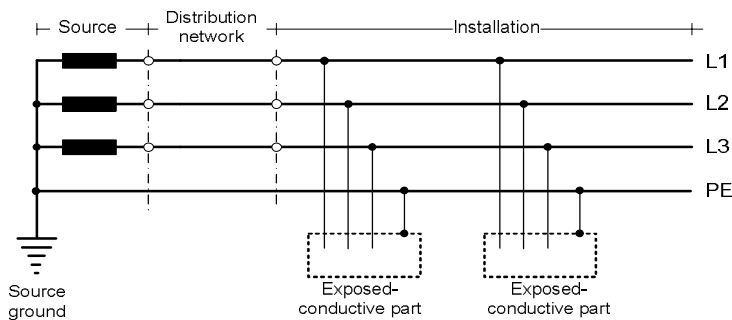 Source
Distribution
network
Installation
L1
L2
L3
PE
Source
ground
Exposed-
conductive part
Exposed-
conductive part